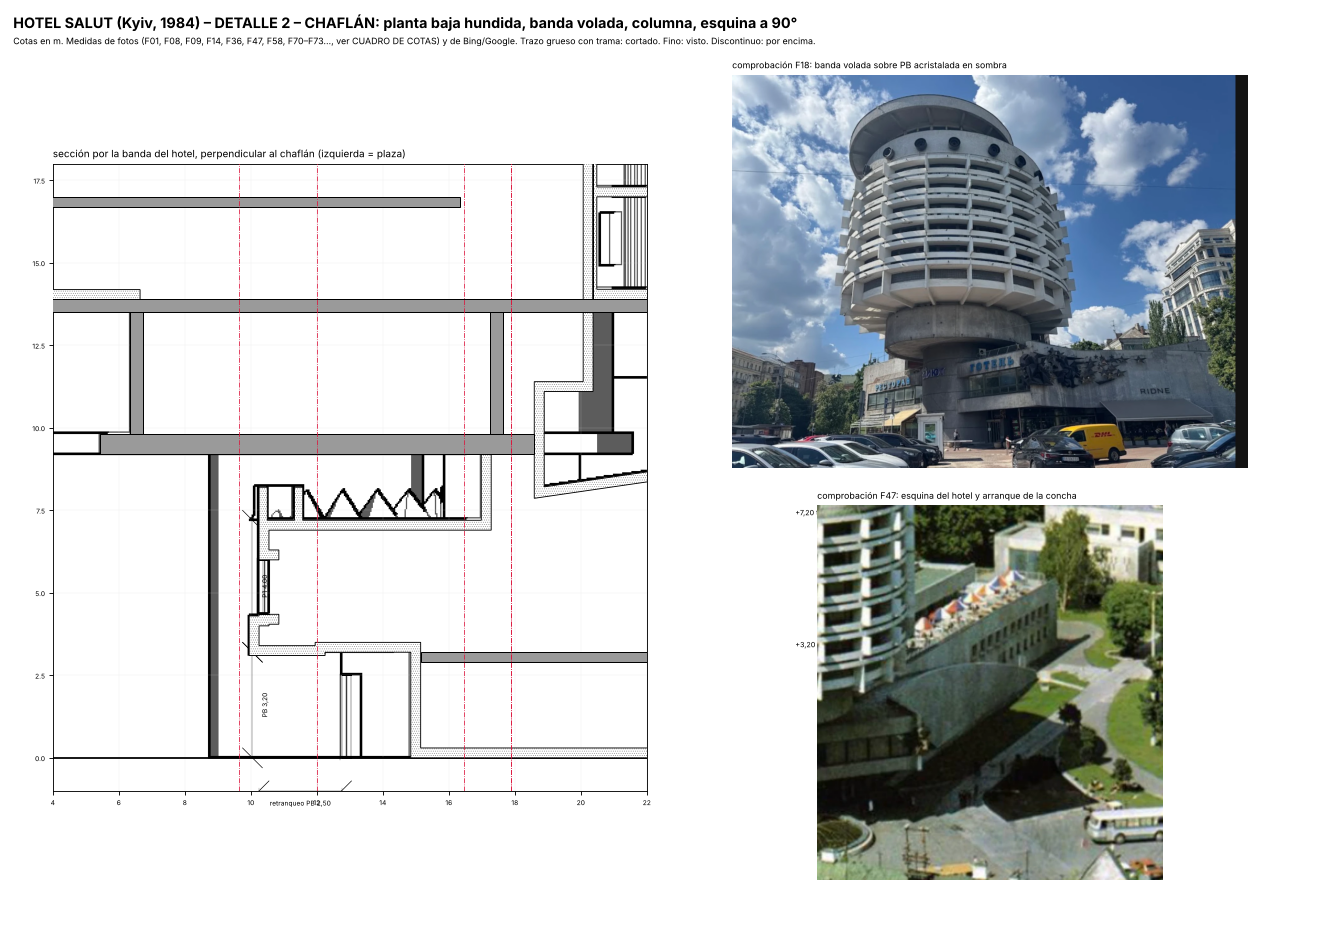 HOTEL SALUT (Kyiv, 1984) – DETALLE 2 – CHAFLÁN: planta baja hundida, banda volada, columna, esquina a 90°
Cotas en m. Medidas de fotos (F01, F08, F09, F14, F36, F47, F58, F70–F73..., ver CUADRO DE COTAS) y de Bing/Google. Trazo grueso con trama: cortado. Fino: visto. Discontinuo: por encima.
comprobación F18: banda volada sobre PB acristalada en sombra
sección por la banda del hotel, perpendicular al chaflán (izquierda = plaza)
17.5
15.0
12.5
10.0
7.5
5.0
2.5
0.0
PB 3,20
4
6
8
10
12
14
16
18
20
22
retranqueo PB 2,50
РЕСТОРАН
ГОТЕЛЬ
RIDNE
DHL
comprobación F47: esquina del hotel y arranque de la concha
+7,20
+3,20